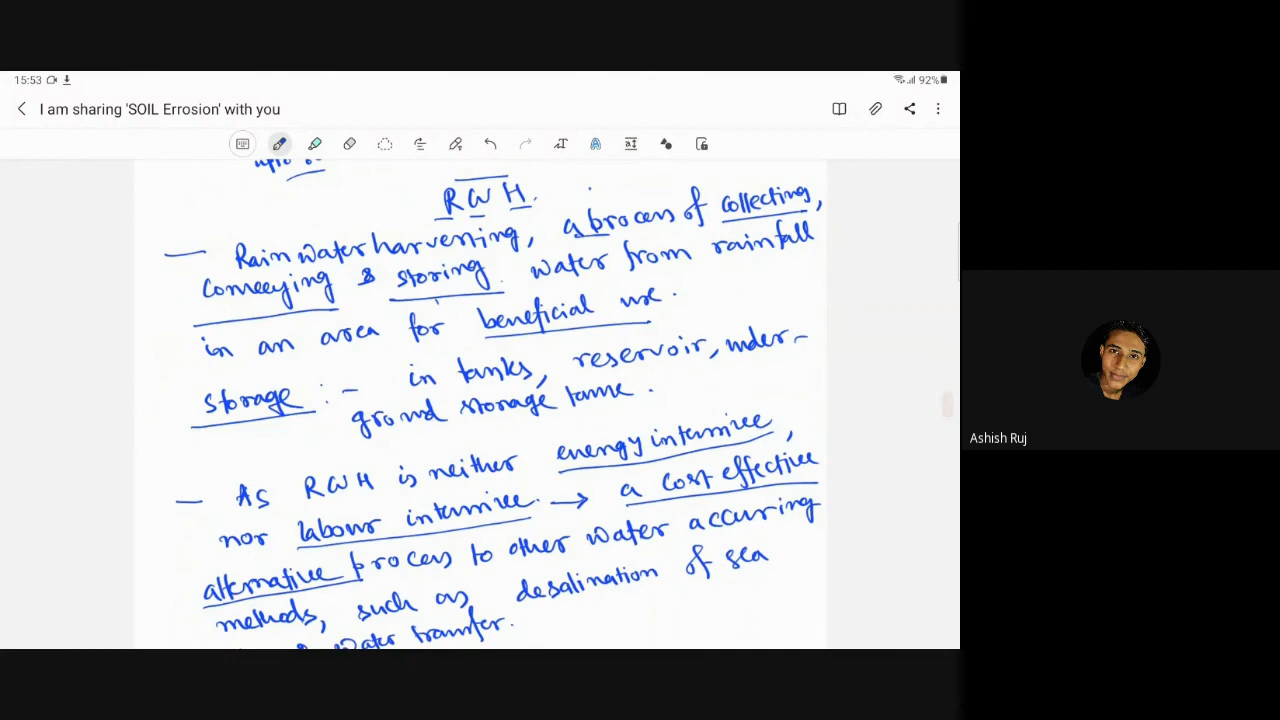 15:53
92%
I am sharing 'SOIL Errosion' with you
upto
RWH.
— Rain water harvesting, a process of collecting,
conveying & storing water from rainfall
in an area for beneficial use.
storage :- in tanks, reservoir, under-
ground storage
— As RWH is neither energy intensive,
nor labour intensive. → a cost effective
alternative process to other water accuring
methods, such as desalination of sea
& water transfer.
Ashish Ruj